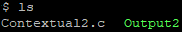 $ ls
Contextual2.c  Output2